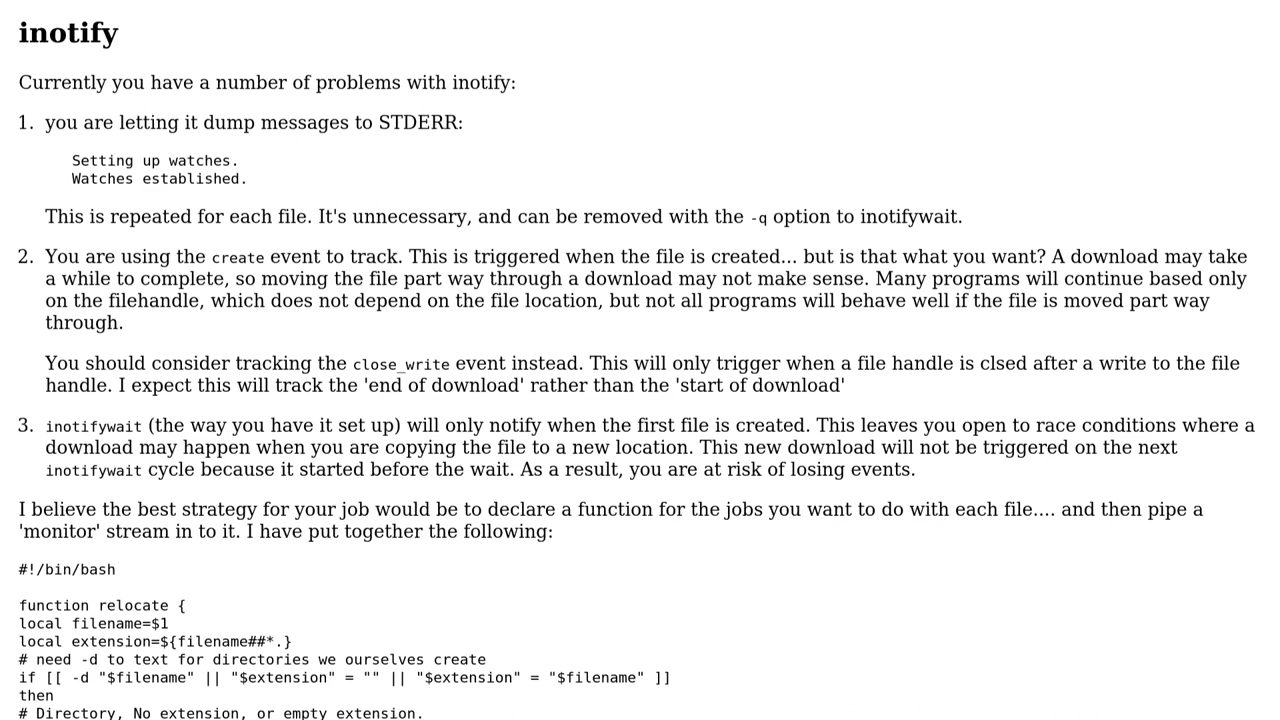 inotify
Currently you have a number of problems with inotify:
1. you are letting it dump messages to STDERR:
Setting up watches.
Watches established.
This is repeated for each file. It's unnecessary, and can be removed with the -q option to inotifywait.
2. You are using the create event to track. This is triggered when the file is created... but is that what you want? A download may take
a while to complete, so moving the file part way through a download may not make sense. Many programs will continue based only
on the filehandle, which does not depend on the file location, but not all programs will behave well if the file is moved part way
through.
You should consider tracking the close_write event instead. This will only trigger when a file handle is clsed after a write to the file
handle. I expect this will track the 'end of download' rather than the 'start of download'
3. inotifywait (the way you have it set up) will only notify when the first file is created. This leaves you open to race conditions where a
download may happen when you are copying the file to a new location. This new download will not be triggered on the next
inotifywait cycle because it started before the wait. As a result, you are at risk of losing events.
I believe the best strategy for your job would be to declare a function for the jobs you want to do with each file.... and then pipe a
'monitor' stream in to it. I have put together the following:
#!/bin/bash
function relocate {
local filename=$1
local extension=${filename##*.}
# need -d to text for directories we ourselves create
if [[ -d "$filename" || "$extension" = "" || "$extension" = "$filename" ]]
then
# Directory, No extension, or empty extension.